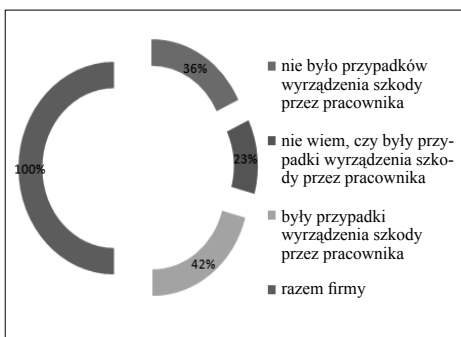 36%
23%
42%
100%
nie było przypadków
wyrządzenia szkody
przez pracownika
nie wiem, czy były przy-
padki wyrządzenia szko-
dy przez pracownika
były przypadki
wyrządzenia szkody
przez pracownika
razem firmy